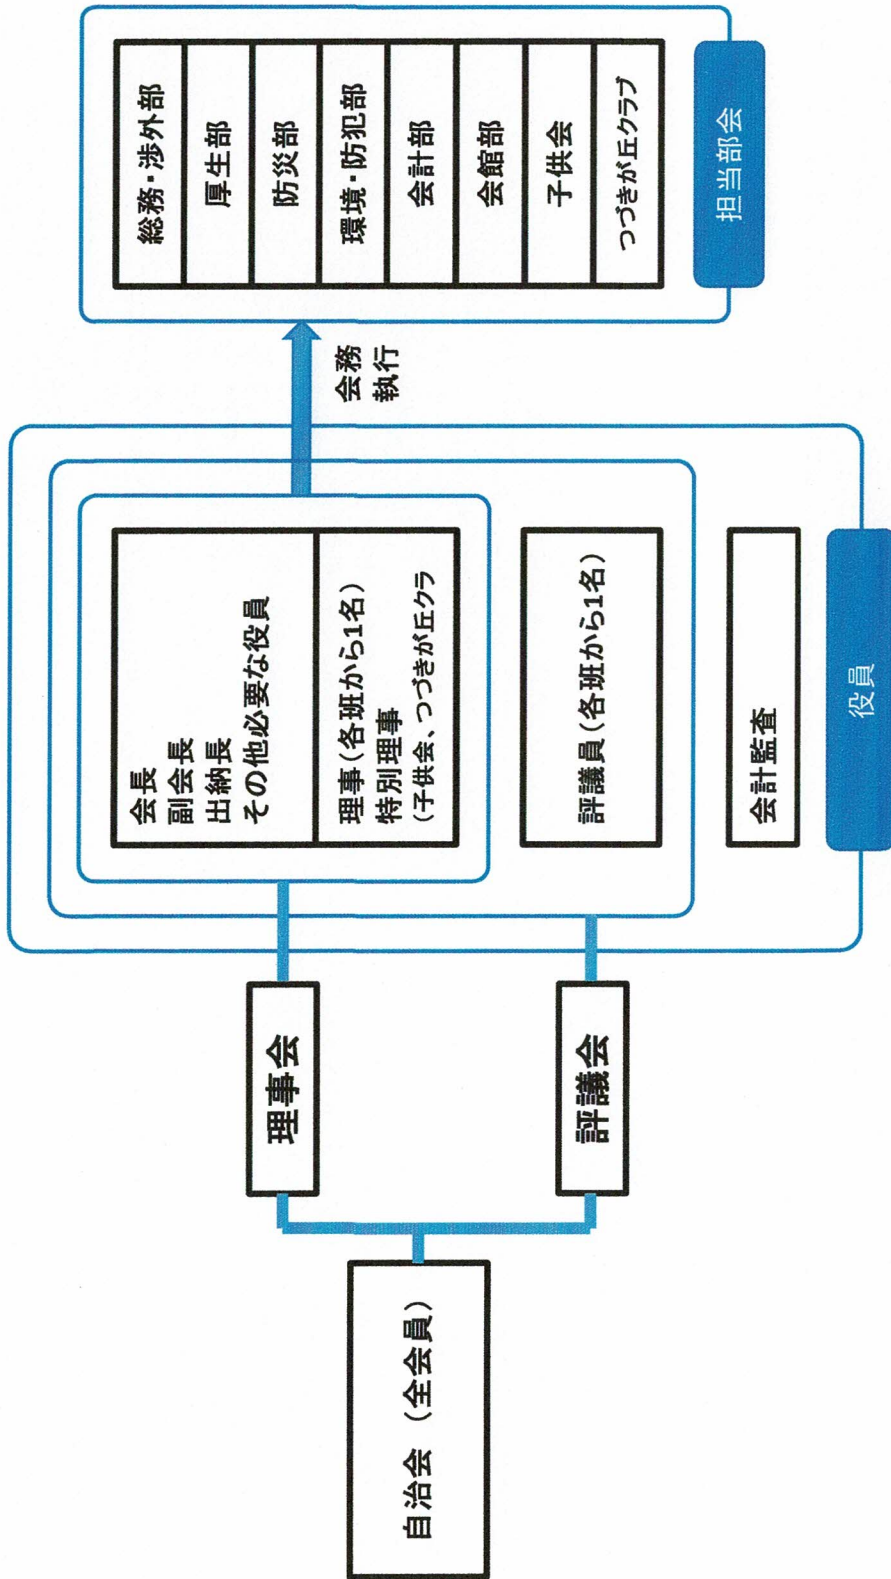 自治会 (全会員)
理事会
評議会
会長
副会長
出納長
その他必要な役員
理事(各班から1名)
特別理事
(子供会、つづきが丘クラ
評議員(各班から1名)
会計監査
役員
会務
執行
総務・渉外部
厚生部
防災部
環境・防犯部
会計部
会館部
子供会
つづきが丘クラブ
担当部会